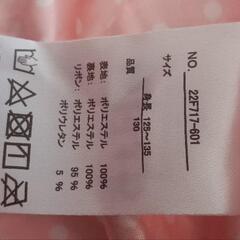 NO. 22F717-601
サイズ
身長 125～135
130
品質
表地: ポリエステル 100%
裏地: ポリエステル 100%
リボン: ポリエステル 95%
ポリウレタン 5%